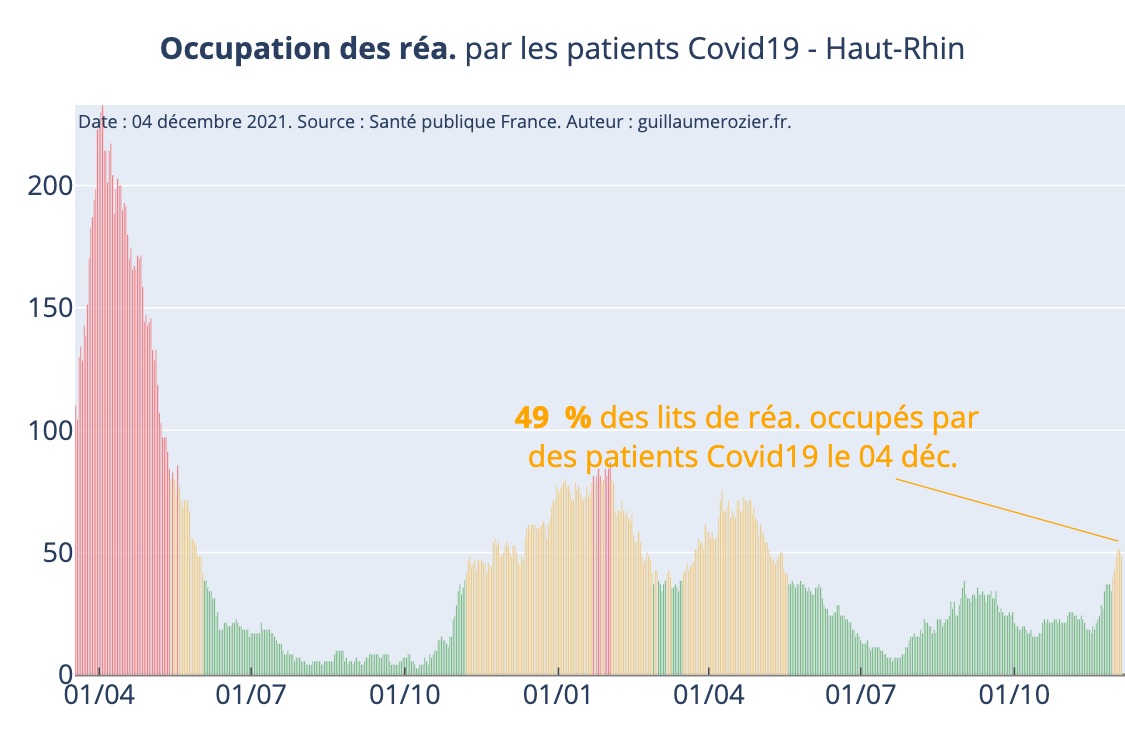 Occupation des réa. par les patients Covid19 - Haut-Rhin
Date : 04 décembre 2021. Source : Santé publique France. Auteur : guillaumerozier.fr.
200
150
100
49 % des lits de réa. occupés par
des patients Covid19 le 04 déc.
50
0
01/04 01/07 01/10 01/01 01/04 01/07 01/10